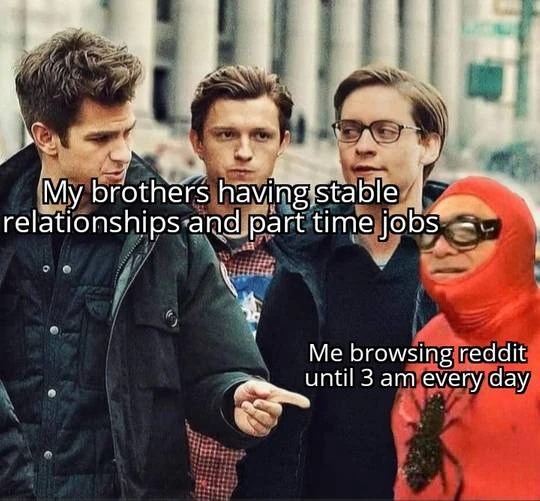 My brothers having stable
relationships and part time jobs
Me browsing reddit
until 3 am every day